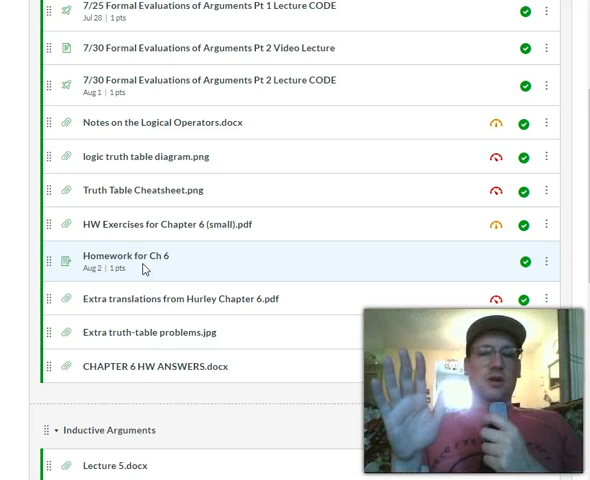 7/25 Formal Evaluations of Arguments Pt 1 Lecture CODE
Jul 28 | 1 pts
7/30 Formal Evaluations of Arguments Pt 2 Video Lecture
7/30 Formal Evaluations of Arguments Pt 2 Lecture CODE
Aug 1 | 1 pts
Notes on the Logical Operators.docx
logic truth table diagram.png
Truth Table Cheatsheet.png
HW Exercises for Chapter 6 (small).pdf
Homework for Ch 6
Aug 2 | 1 pts
Extra translations from Hurley Chapter 6.pdf
Extra truth-table problems.jpg
CHAPTER 6 HW ANSWERS.docx
Inductive Arguments
Lecture 5.docx